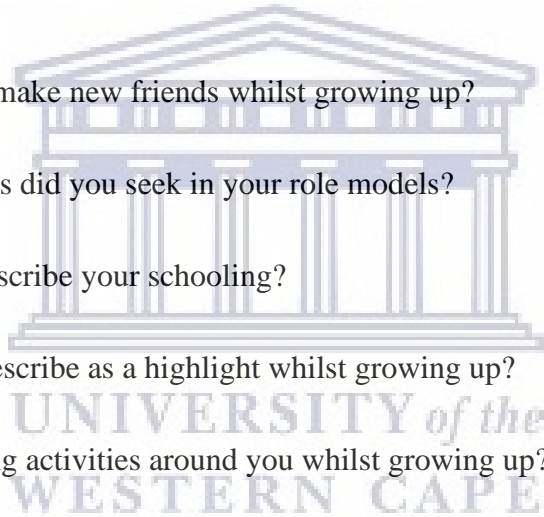 make new friends whilst growing up?
s did you seek in your role models?
scribe your schooling?
escribe as a highlight whilst growing up?
UNIVERSITY of the
g activities around you whilst growing up?
WESTERN CAPE